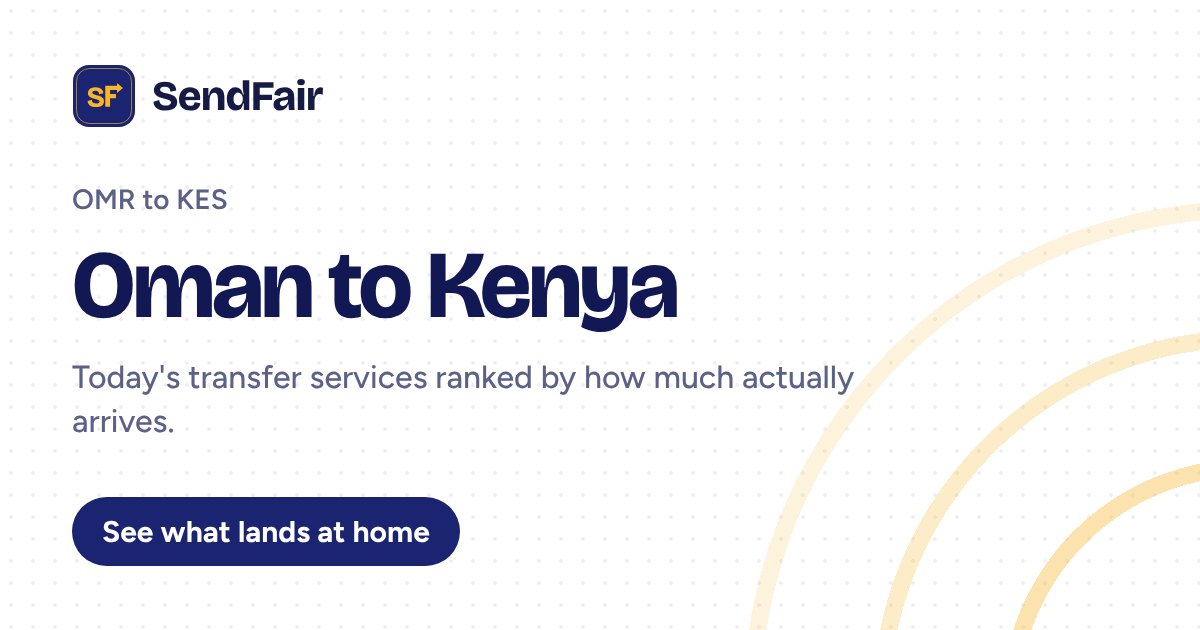 SF
SendFair
OMR to KES
Oman to Kenya
Today's transfer services ranked by how much actually
arrives.
See what lands at home